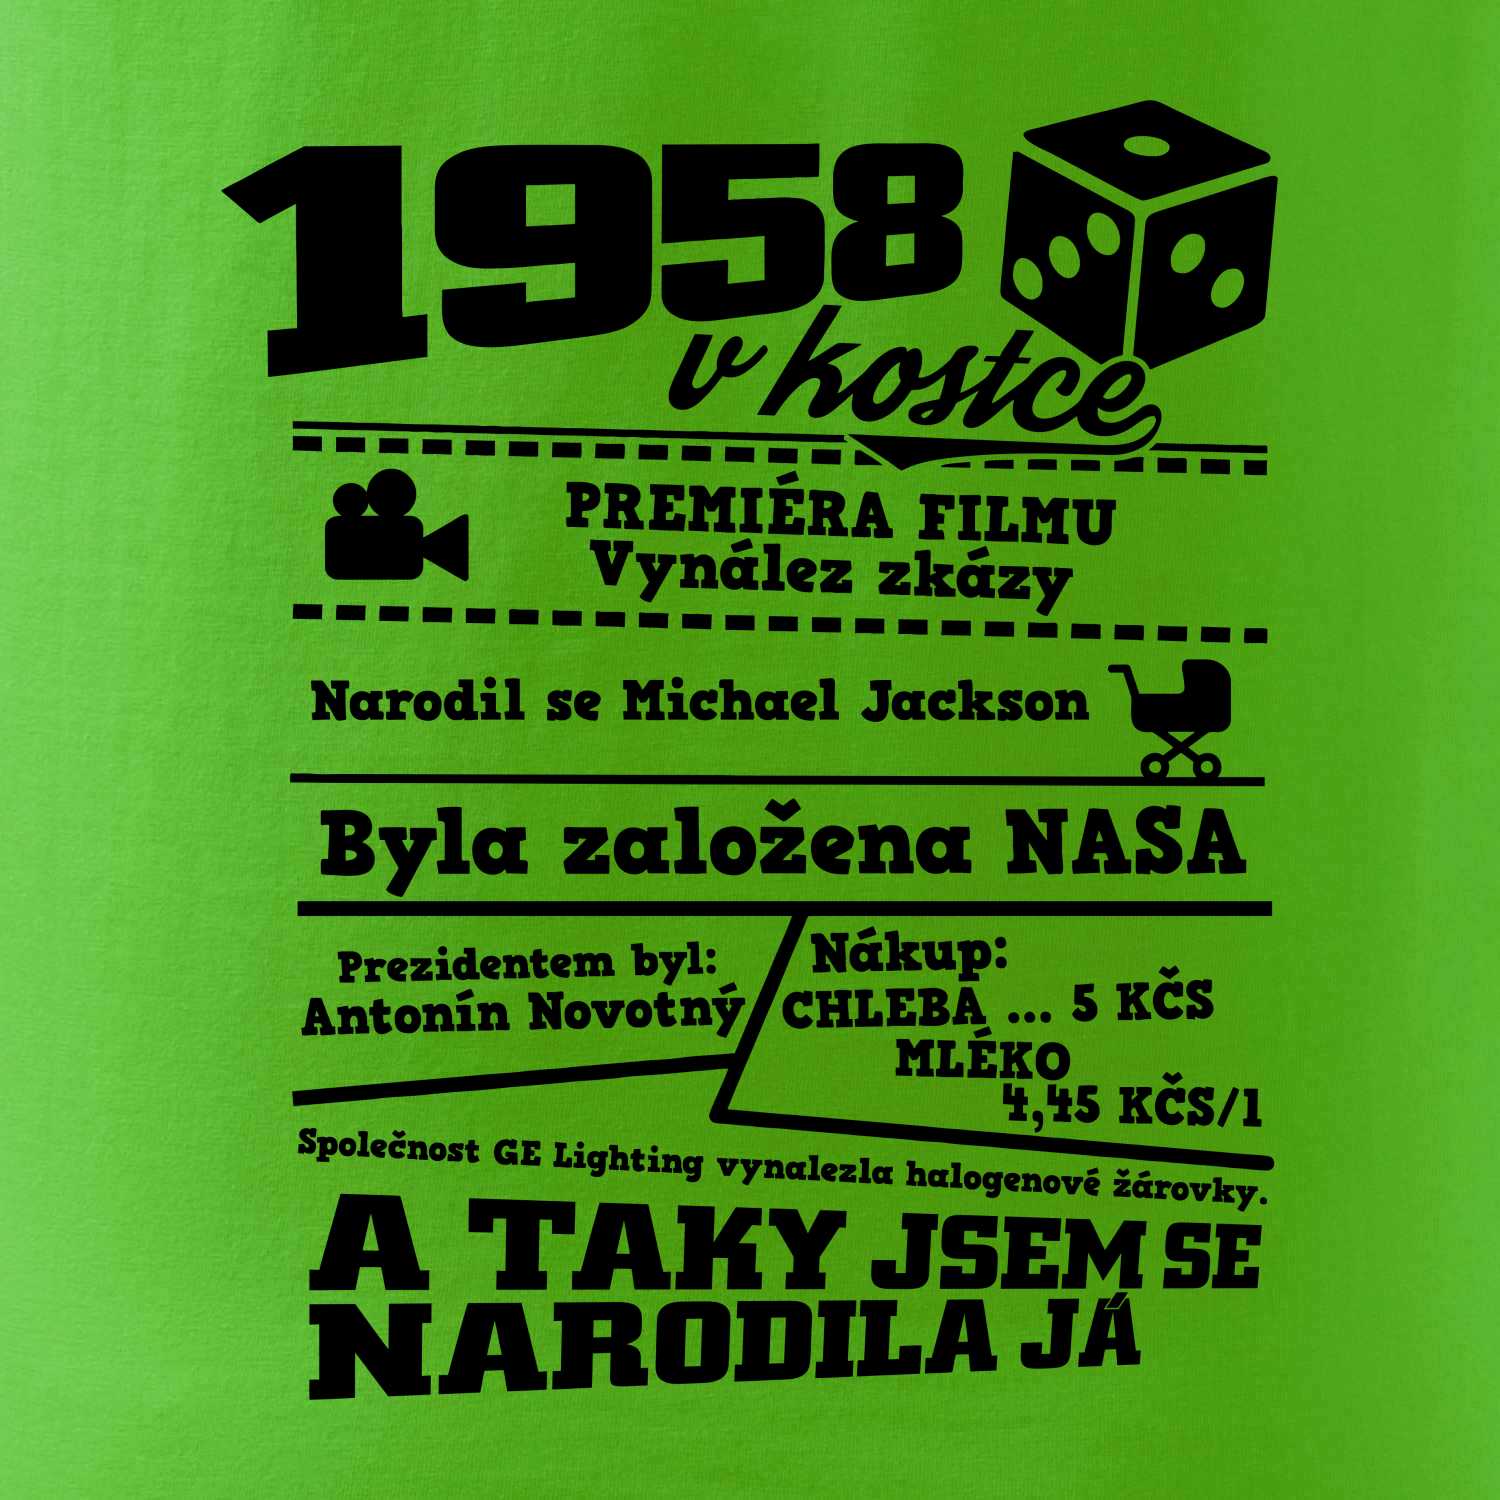 1958
v kostce
PREMIÉRA FILMU
Vynález zkázy
Narodil se Michael Jackson
Byla založena NASA
Prezidentem byl:
Antonín Novotný
Nákup:
CHLEBA ... 5 KČS
MLÉKO
4,45 KČS/l
Společnost GE Lighting vynalezla halogenové žárovky.
A TAKY JSEM SE
NARODILA JÁ